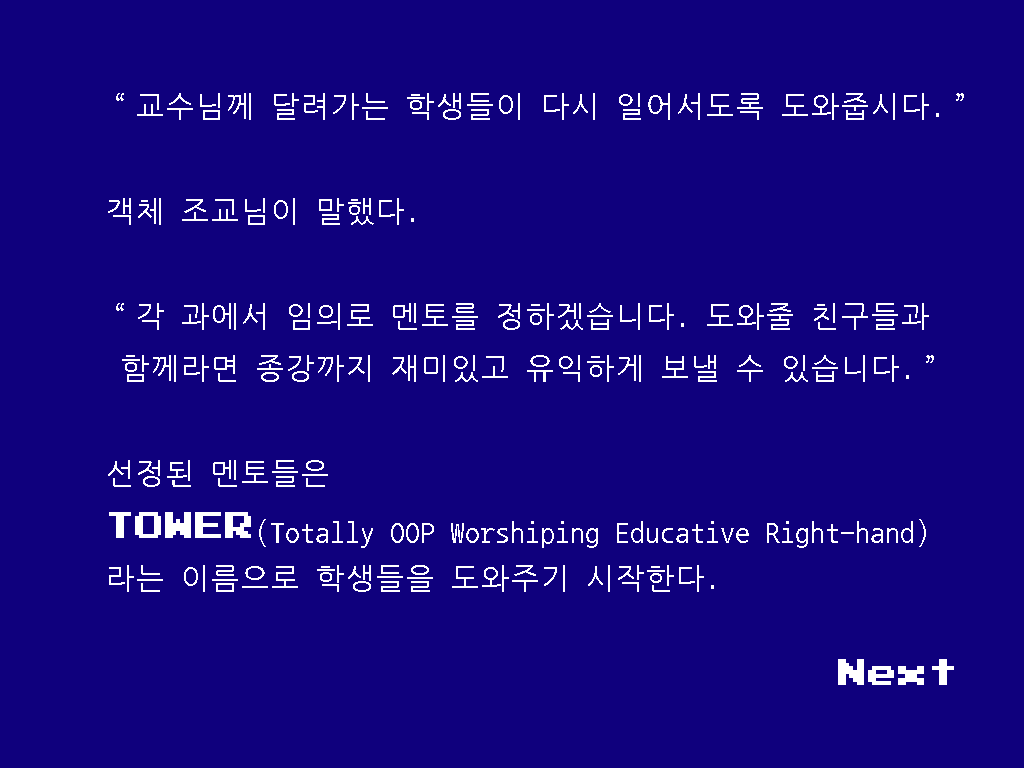 “ 교수님께 달려가는 학생들이 다시 일어서도록 도와줍시다. ”
객체 조교님이 말했다.
“ 각 과에서 임의로 멘토를 정하겠습니다. 도와줄 친구들과
함께라면 종강까지 재미있고 유익하게 보낼 수 있습니다. ”
선정된 멘토들은
TOWER(Totally OOP Worshiping Educative Right-hand)
라는 이름으로 학생들을 도와주기 시작한다.
Next